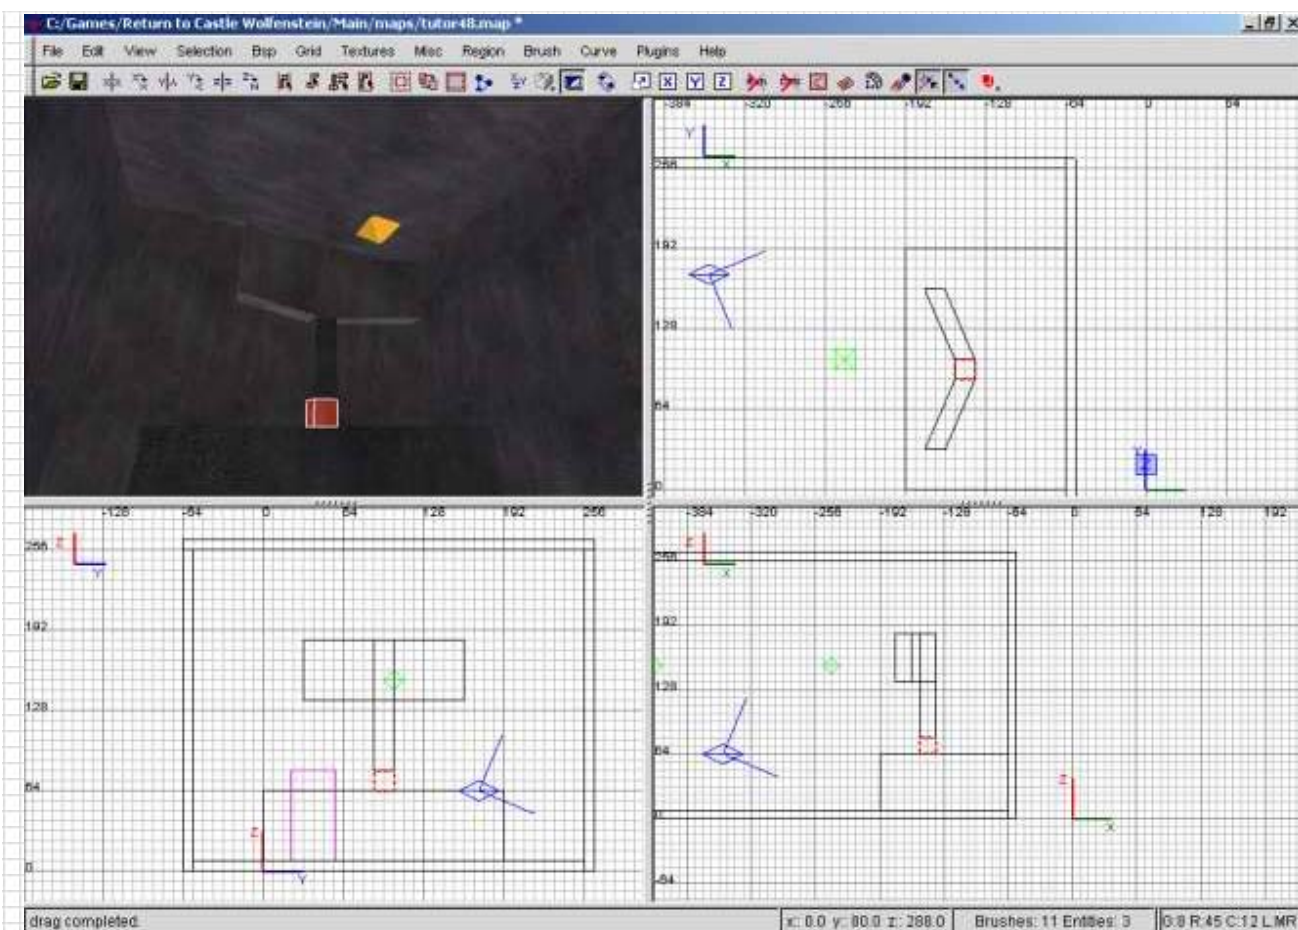 C:/Games/Return to Castle Wolfenstein/Main/maps/tutor48.map *
File Edit View Selection Bsp Grid Textures Misc Region Brush Curve Plugins Help
X Y Z
-384 -320 -256 -192 -128 -64 0 64
Y
X
256
192
128
64
0
Y
Z
-128 -64 0 64 128 192 256
256
Z
Y
192
128
64
Z
0
Y
-384 -320 -256 -192 -128 -64 0 64 128 192
Z
256
X
192
128
64
Z
0
X
-64
drag completed.
x: 0.0 y: 80.0 z: 288.0
Brushes: 11 Entities: 3
G:8 R:45 C:12 L:MR